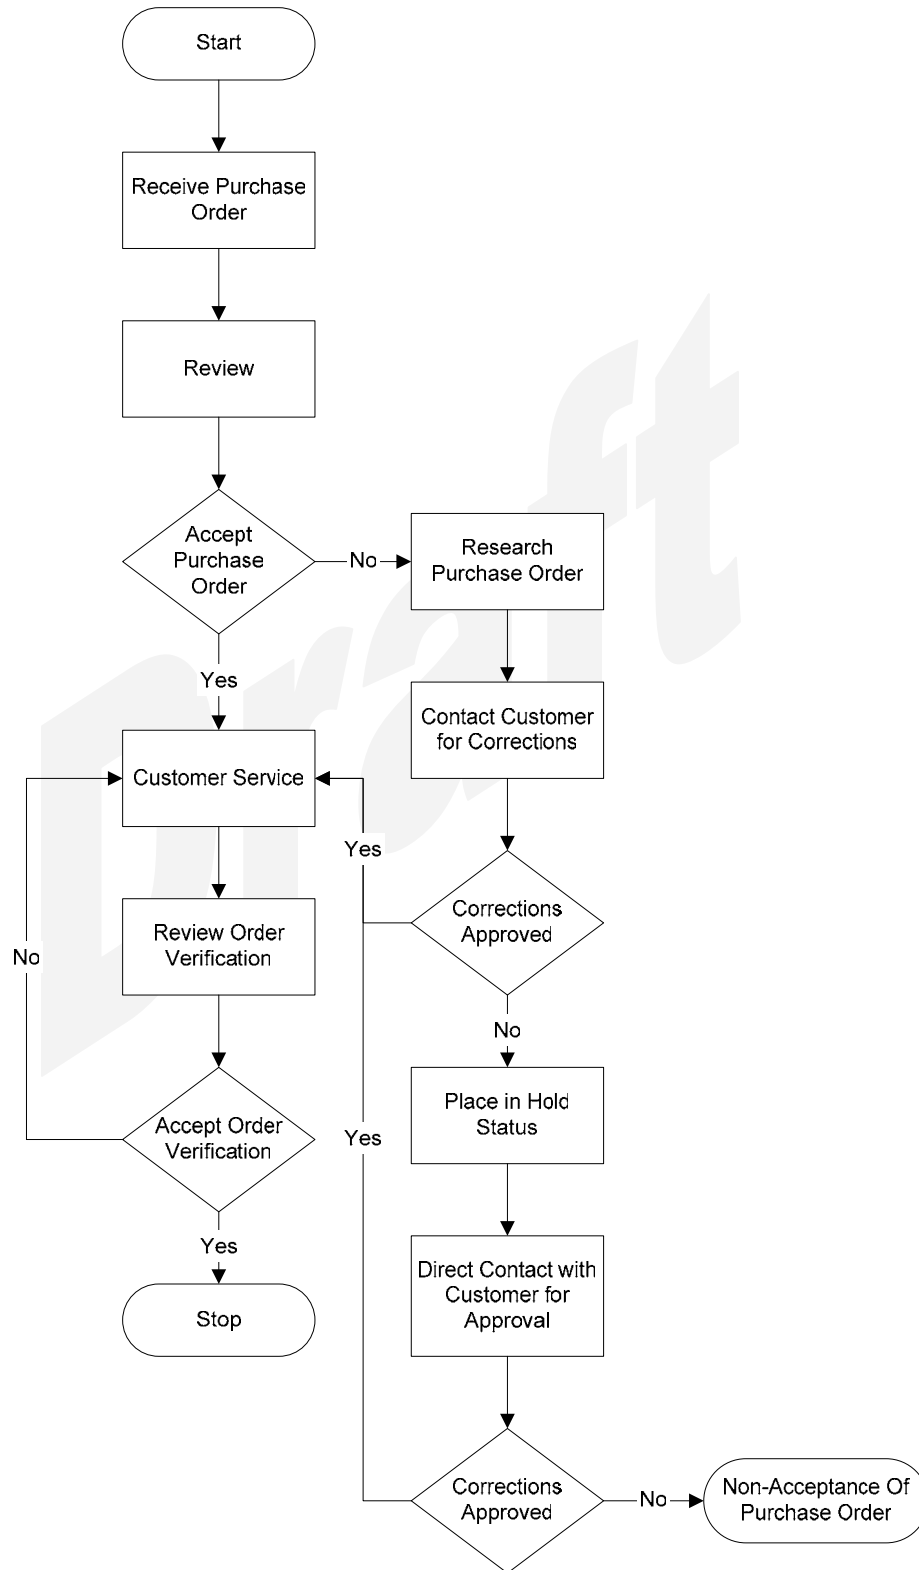 Start
Receive Purchase
Order
Review
Accept
Purchase
Order
No
Research
Purchase Order
Yes
Contact Customer
for Corrections
Customer Service
Yes
Corrections
Approved
Review Order
Verification
No
No
Place in Hold
Status
Accept Order
Verification
Yes
Yes
Direct Contact with
Customer for
Approval
Stop
Corrections
Approved
No
Non-Acceptance Of
Purchase Order
Draft